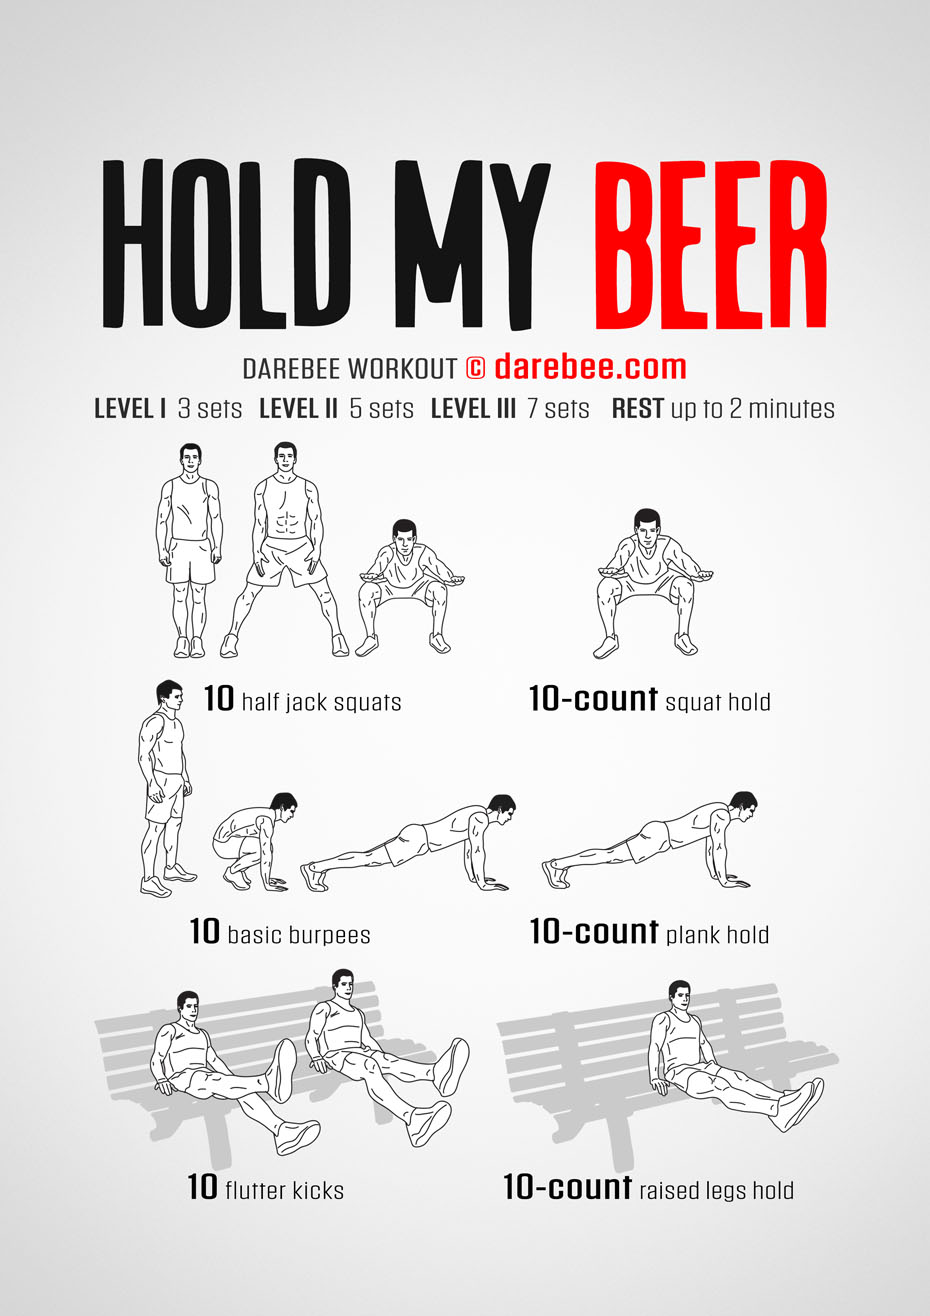 HOLD MY BEER
DAREBEE WORKOUT © darebee.com
LEVEL I 3 sets LEVEL II 5 sets LEVEL III 7 sets REST up to 2 minutes
10 half jack squats
10-count squat hold
10 basic burpees
10-count plank hold
10 flutter kicks
10-count raised legs hold